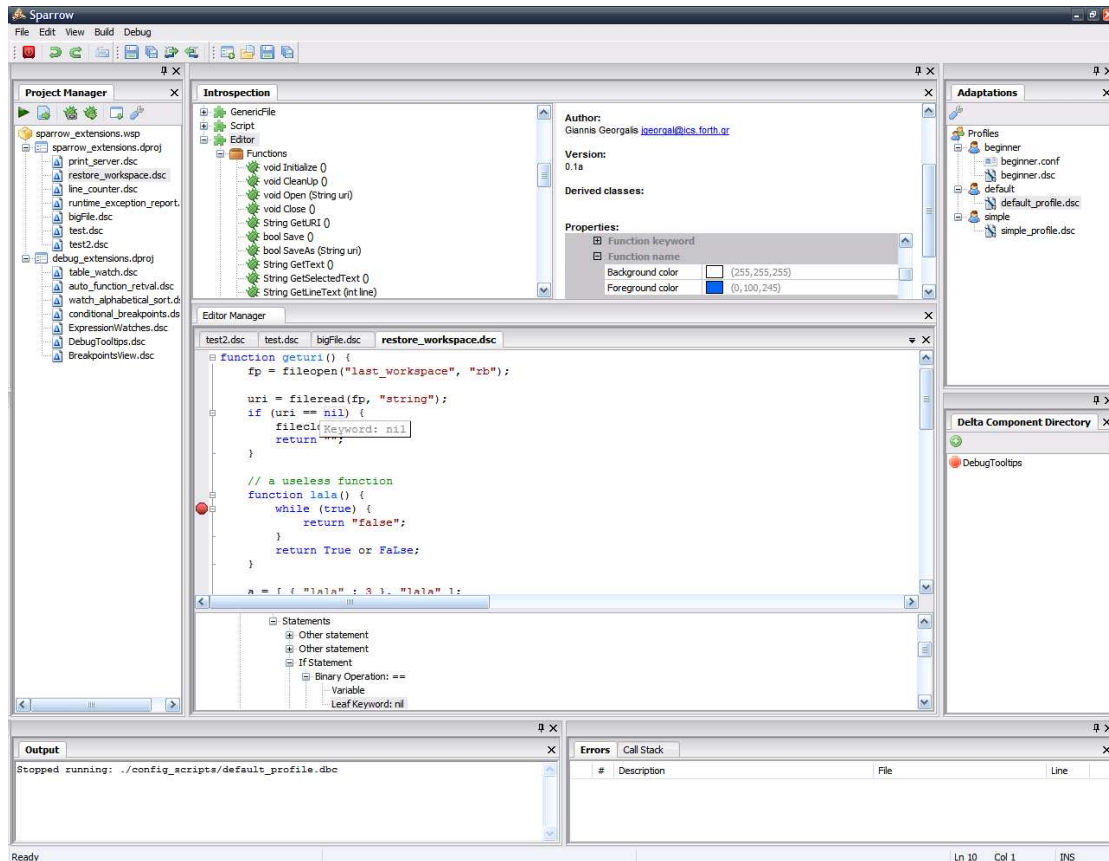 Sparrow
File Edit View Build Debug
Project Manager
sparrow_extensions.wsp
sparrow_extensions.dproj
print_server.dsc
restore_workspace.dsc
line_counter.dsc
runtime_exception_report.
bigFile.dsc
test.dsc
test2.dsc
debug_extensions.dproj
table_watch.dsc
auto_function_retval.dsc
watch_alphabetical_sort.ds
conditional_breakpoints.ds
ExpressionWatches.dsc
DebugTooltips.dsc
BreakpointsView.dsc
Introspection
GenericFile
Script
Editor
Functions
void Initialize ()
void CleanUp ()
void Open (String uri)
void Close ()
String GetURI ()
bool Save ()
bool SaveAs (String uri)
String GetText ()
String GetSelectedText ()
String GetLineText (int line)
Author:
Giannis Georgalis jgeorgal@ics.forth.gr
Version:
0.1a
Derived classes:
Properties:
Function keyword
Function name
Background color (255,255,255)
Foreground color (0,100,245)
Editor Manager
test2.dsc test.dsc bigFile.dsc restore_workspace.dsc
function geturi() {
fp = fileopen("last_workspace", "rb");
uri = fileread(fp, "string");
if (uri == nil) {
filecl
Keyword: nil
return "";
}
// a useless function
function lala() {
while (true) {
return "false";
}
return True or FaLse;
}
a = [ { "lala" : 3 }, "lala" ];
Statements
Other statement
Other statement
If Statement
Binary Operation: ==
Variable
Leaf Keyword: nil
Adaptations
Profiles
beginner
beginner.conf
beginner.dsc
default
default_profile.dsc
simple
simple_profile.dsc
Delta Component Directory
DebugTooltips
Output
Stopped running: ./config_scripts/default_profile.dbc
Errors Call Stack
# Description File Line
Ready Ln 10 Col 1 INS